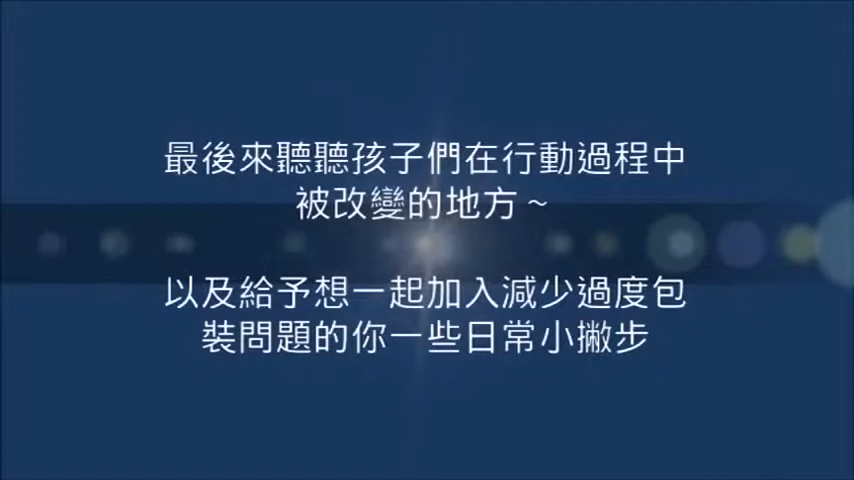 最後來聽聽孩子們在行動過程中
被改變的地方～
以及給予想一起加入減少過度包
裝問題的你一些日常小撇步